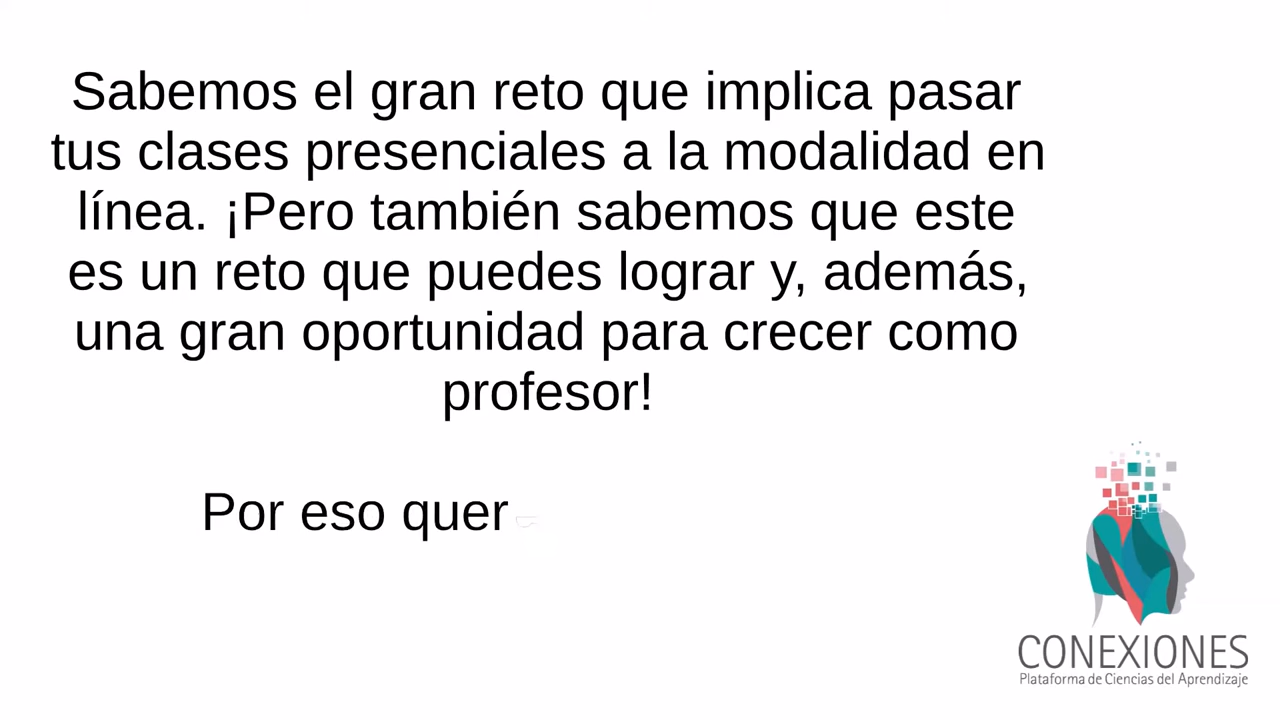 Sabemos el gran reto que implica pasar
tus clases presenciales a la modalidad en
línea. ¡Pero también sabemos que este
es un reto que puedes lograr y, además,
una gran oportunidad para crecer como
profesor!
Por eso quer
CONEXIONES
Plataforma de Ciencias del Aprendizaje